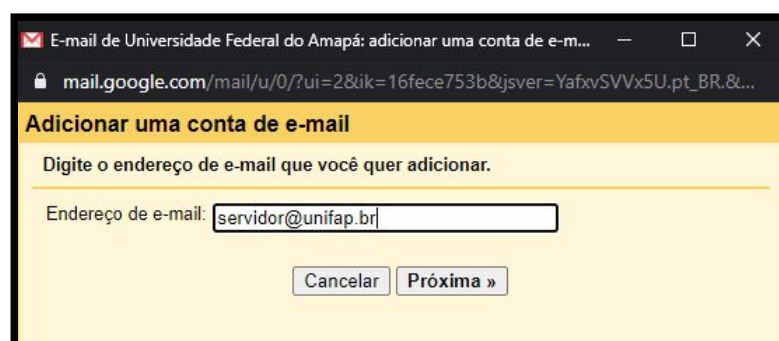 E-mail de Universidade Federal do Amapá: adicionar uma conta de e-m...
mail.google.com/mail/u/0/?ui=2&ik=16fece753b&jsver=YafxvSVVx5U.pt_BR.&...
Adicionar uma conta de e-mail
Digite o endereço de e-mail que você quer adicionar.
Endereço de e-mail: servidor@unifap.br
Cancelar Próxima »